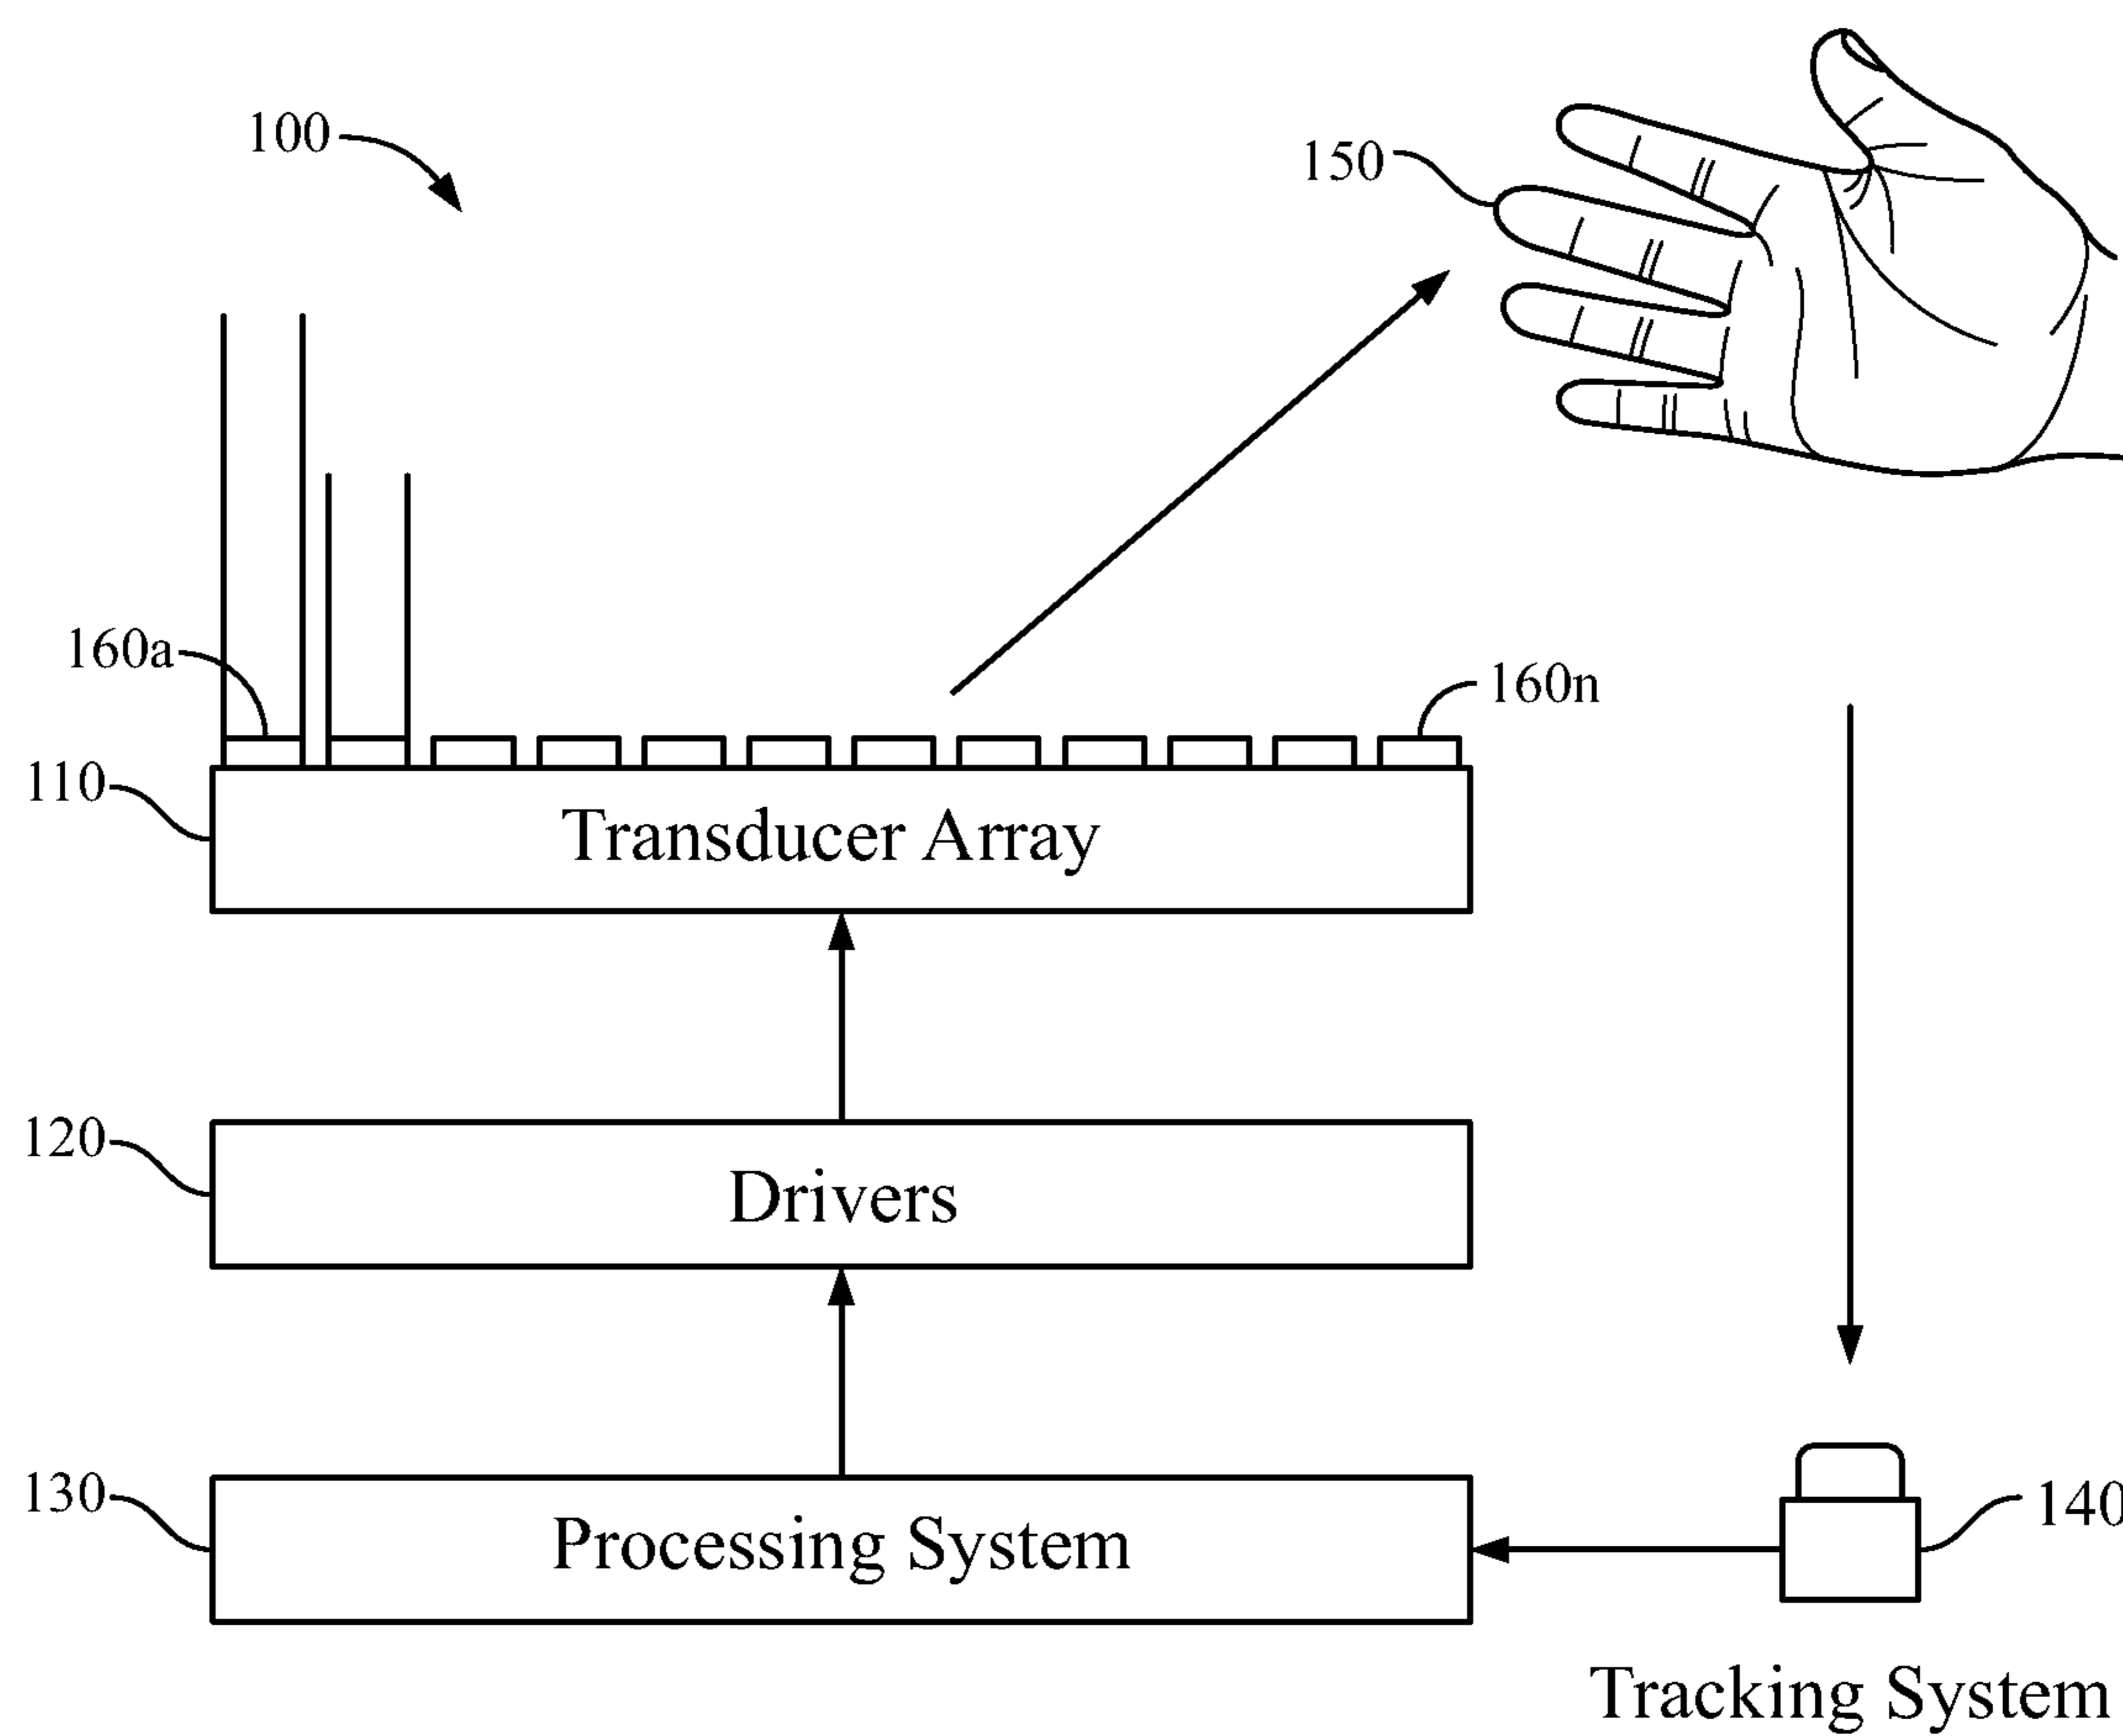 100
150
160a
160n
110
Transducer Array
120
Drivers
130
Processing System
140
Tracking System